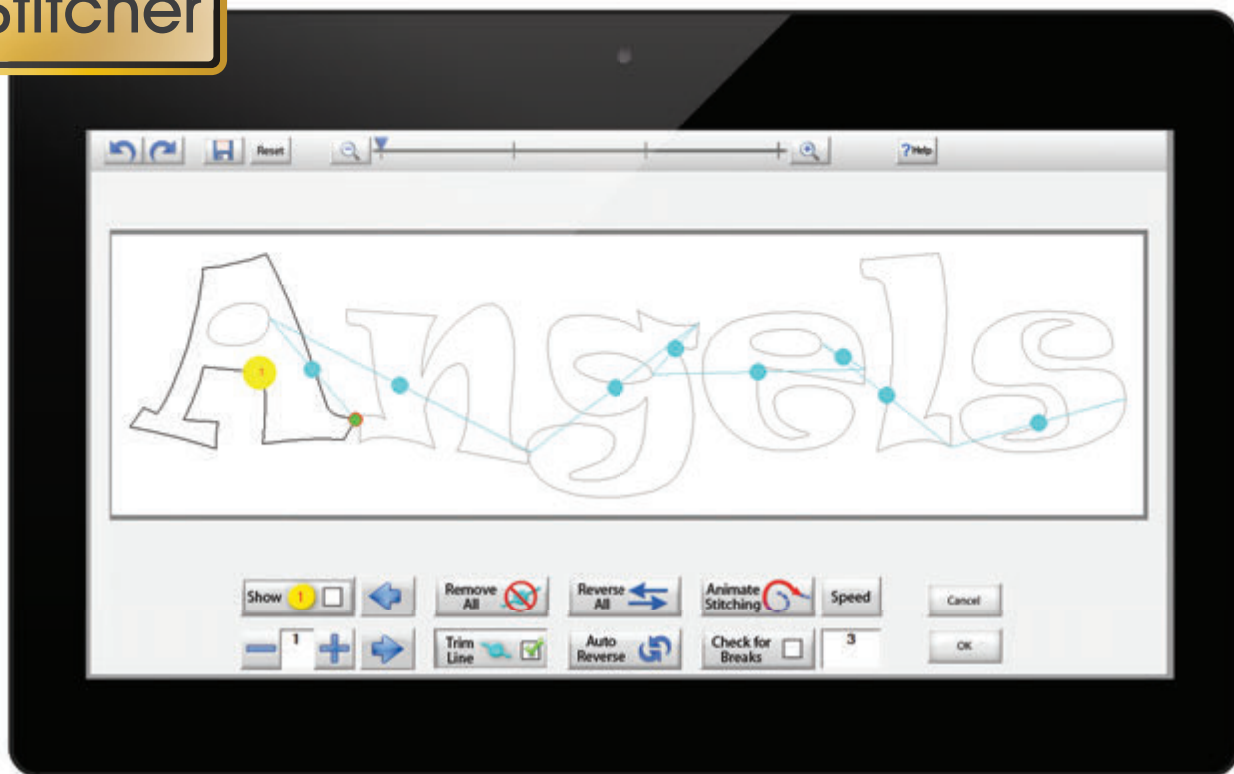 Stitcher
Reset
?Help
Angels
1
Show 1
Remove
All
Reverse
All
Animate
Stitching
Speed
Cancel
1
Trim
Line
Auto
Reverse
Check for
Breaks
3
OK